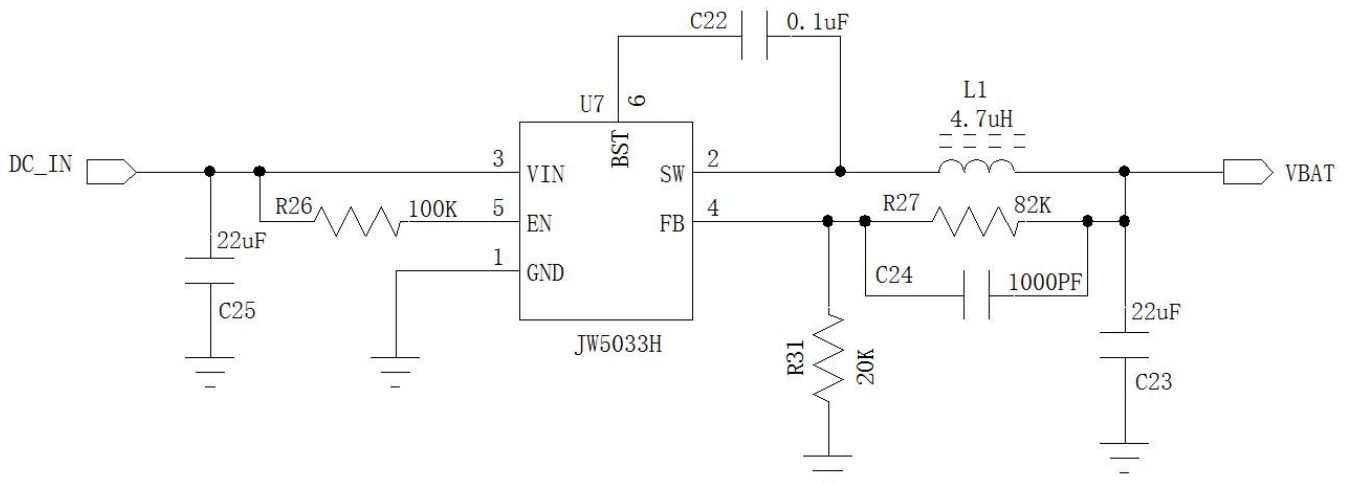 C22
0.1uF
U7
6
L1
4.7uH
BST
DC_IN
3
VIN
SW
2
VBAT
R26
100K
5
EN
FB
4
R27
82K
22uF
1
GND
C24
1000PF
C25
22uF
JW5033H
R31
20K
C23